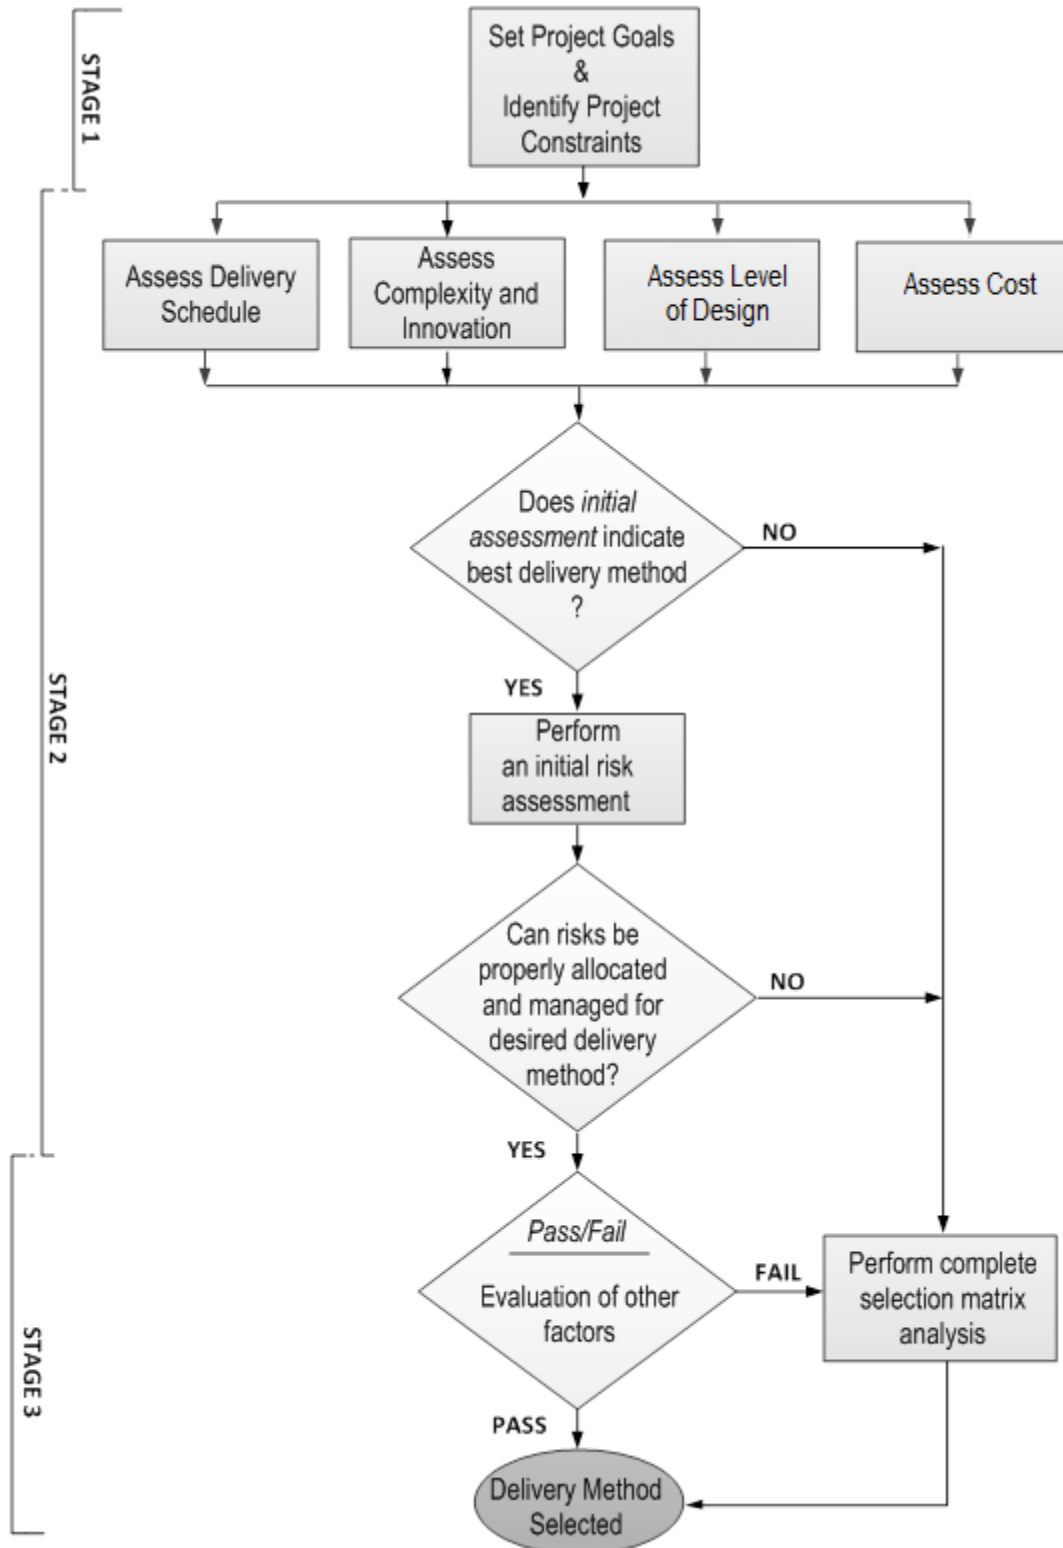 STAGE 1
Set Project Goals
&
Identify Project
Constraints
STAGE 2
Assess Delivery
Schedule
Assess
Complexity and
Innovation
Assess Level
of Design
Assess Cost
Does initial
assessment indicate
best delivery method
?
NO
YES
Perform
an initial risk
assessment
Can risks be
properly allocated
and managed for
desired delivery
method?
NO
YES
STAGE 3
Pass/Fail
Evaluation of other
factors
FAIL
Perform complete
selection matrix
analysis
PASS
Delivery Method
Selected